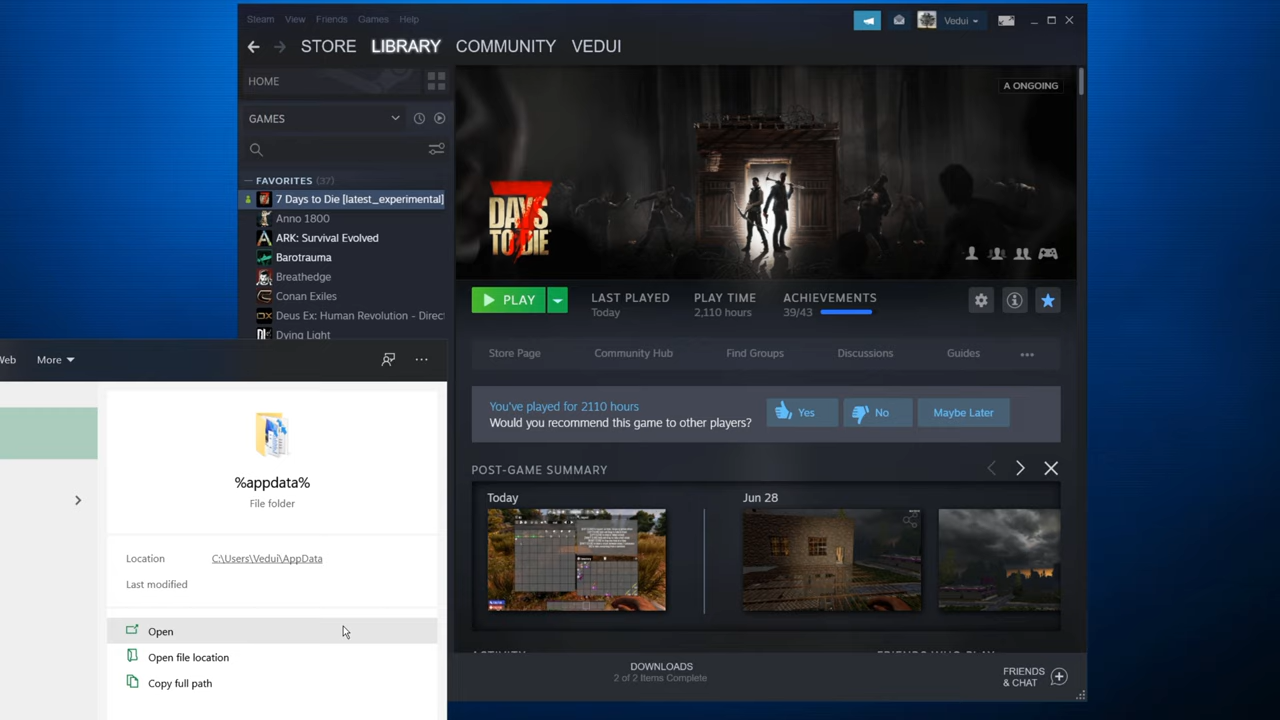 Steam View Friends Games Help
Vedui
STORE LIBRARY COMMUNITY VEDUI
HOME
A ONGOING
GAMES
FAVORITES (37)
7 Days to Die [latest_experimental]
Anno 1800
ARK: Survival Evolved
Barotrauma
Breathedge
Conan Exiles
Deus Ex: Human Revolution - Direct
Dying Light
7 DAYS
TO DIE
PLAY
LAST PLAYED
Today
PLAY TIME
2,110 hours
ACHIEVEMENTS
39/43
Store Page Community Hub Find Groups Discussions Guides
You've played for 2110 hours
Would you recommend this game to other players?
Yes No Maybe Later
POST-GAME SUMMARY
Today Jun 28
DOWNLOADS
2 of 2 Items Complete
FRIENDS
& CHAT
Web More
%appdata%
File folder
Location C:\Users\Vedui\AppData
Last modified
Open
Open file location
Copy full path